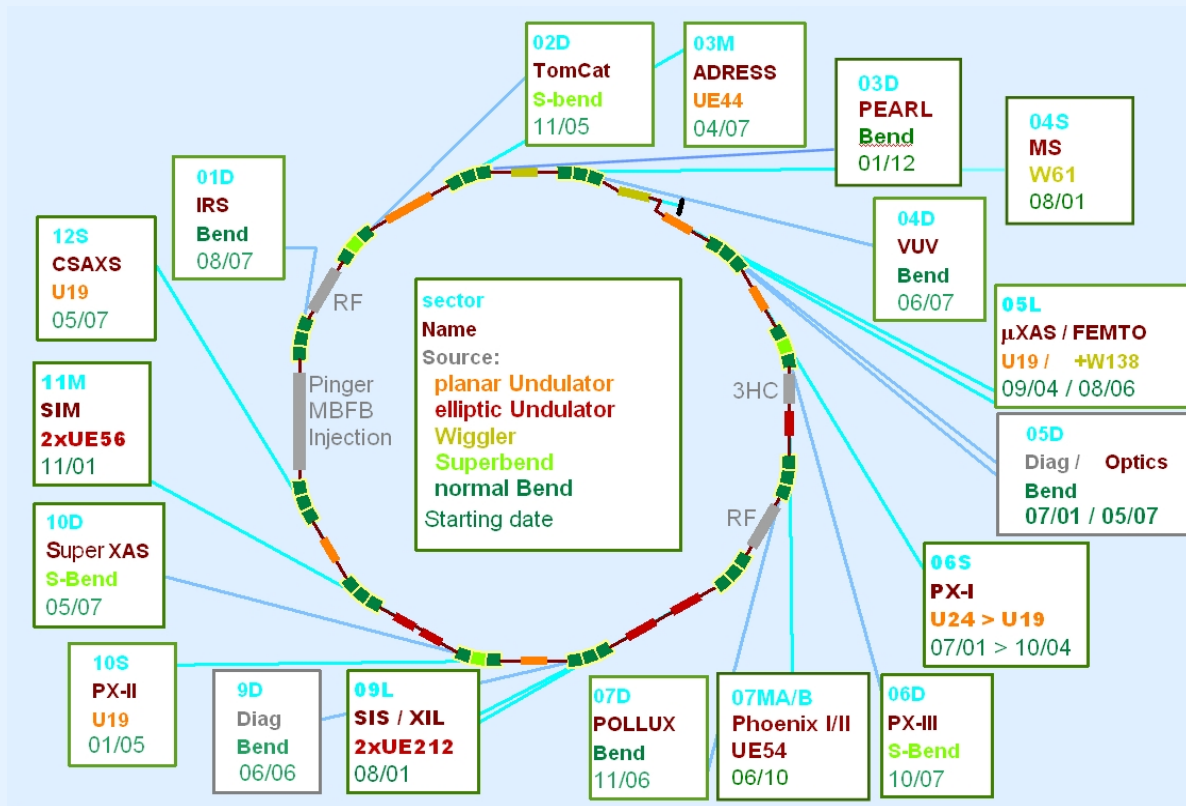 02D
TomCat
S-bend
11/05
03M
ADRESS
UE44
04/07
03D
PEARL
Bend
01/12
04S
MS
W61
08/01
01D
IRS
Bend
08/07
04D
VUV
Bend
06/07
12S
CSAXS
U19
05/07
RF
sector
Name
Source:
planar Undulator
elliptic Undulator
Wiggler
Superbend
normal Bend
Starting date
05L
µXAS / FEMTO
U19 / +W138
09/04 / 08/06
11M
SIM
2xUE56
11/01
Pinger
MBFB
Injection
3HC
05D
Diag / Optics
Bend
07/01 / 05/07
10D
Super XAS
S-Bend
05/07
RF
06S
PX-I
U24 > U19
07/01 > 10/04
10S
PX-II
U19
01/05
9D
Diag
Bend
06/06
09L
SIS / XIL
2xUE212
08/01
07D
POLLUX
Bend
11/06
07MA/B
Phoenix I/II
UE54
06/10
06D
PX-III
S-Bend
10/07